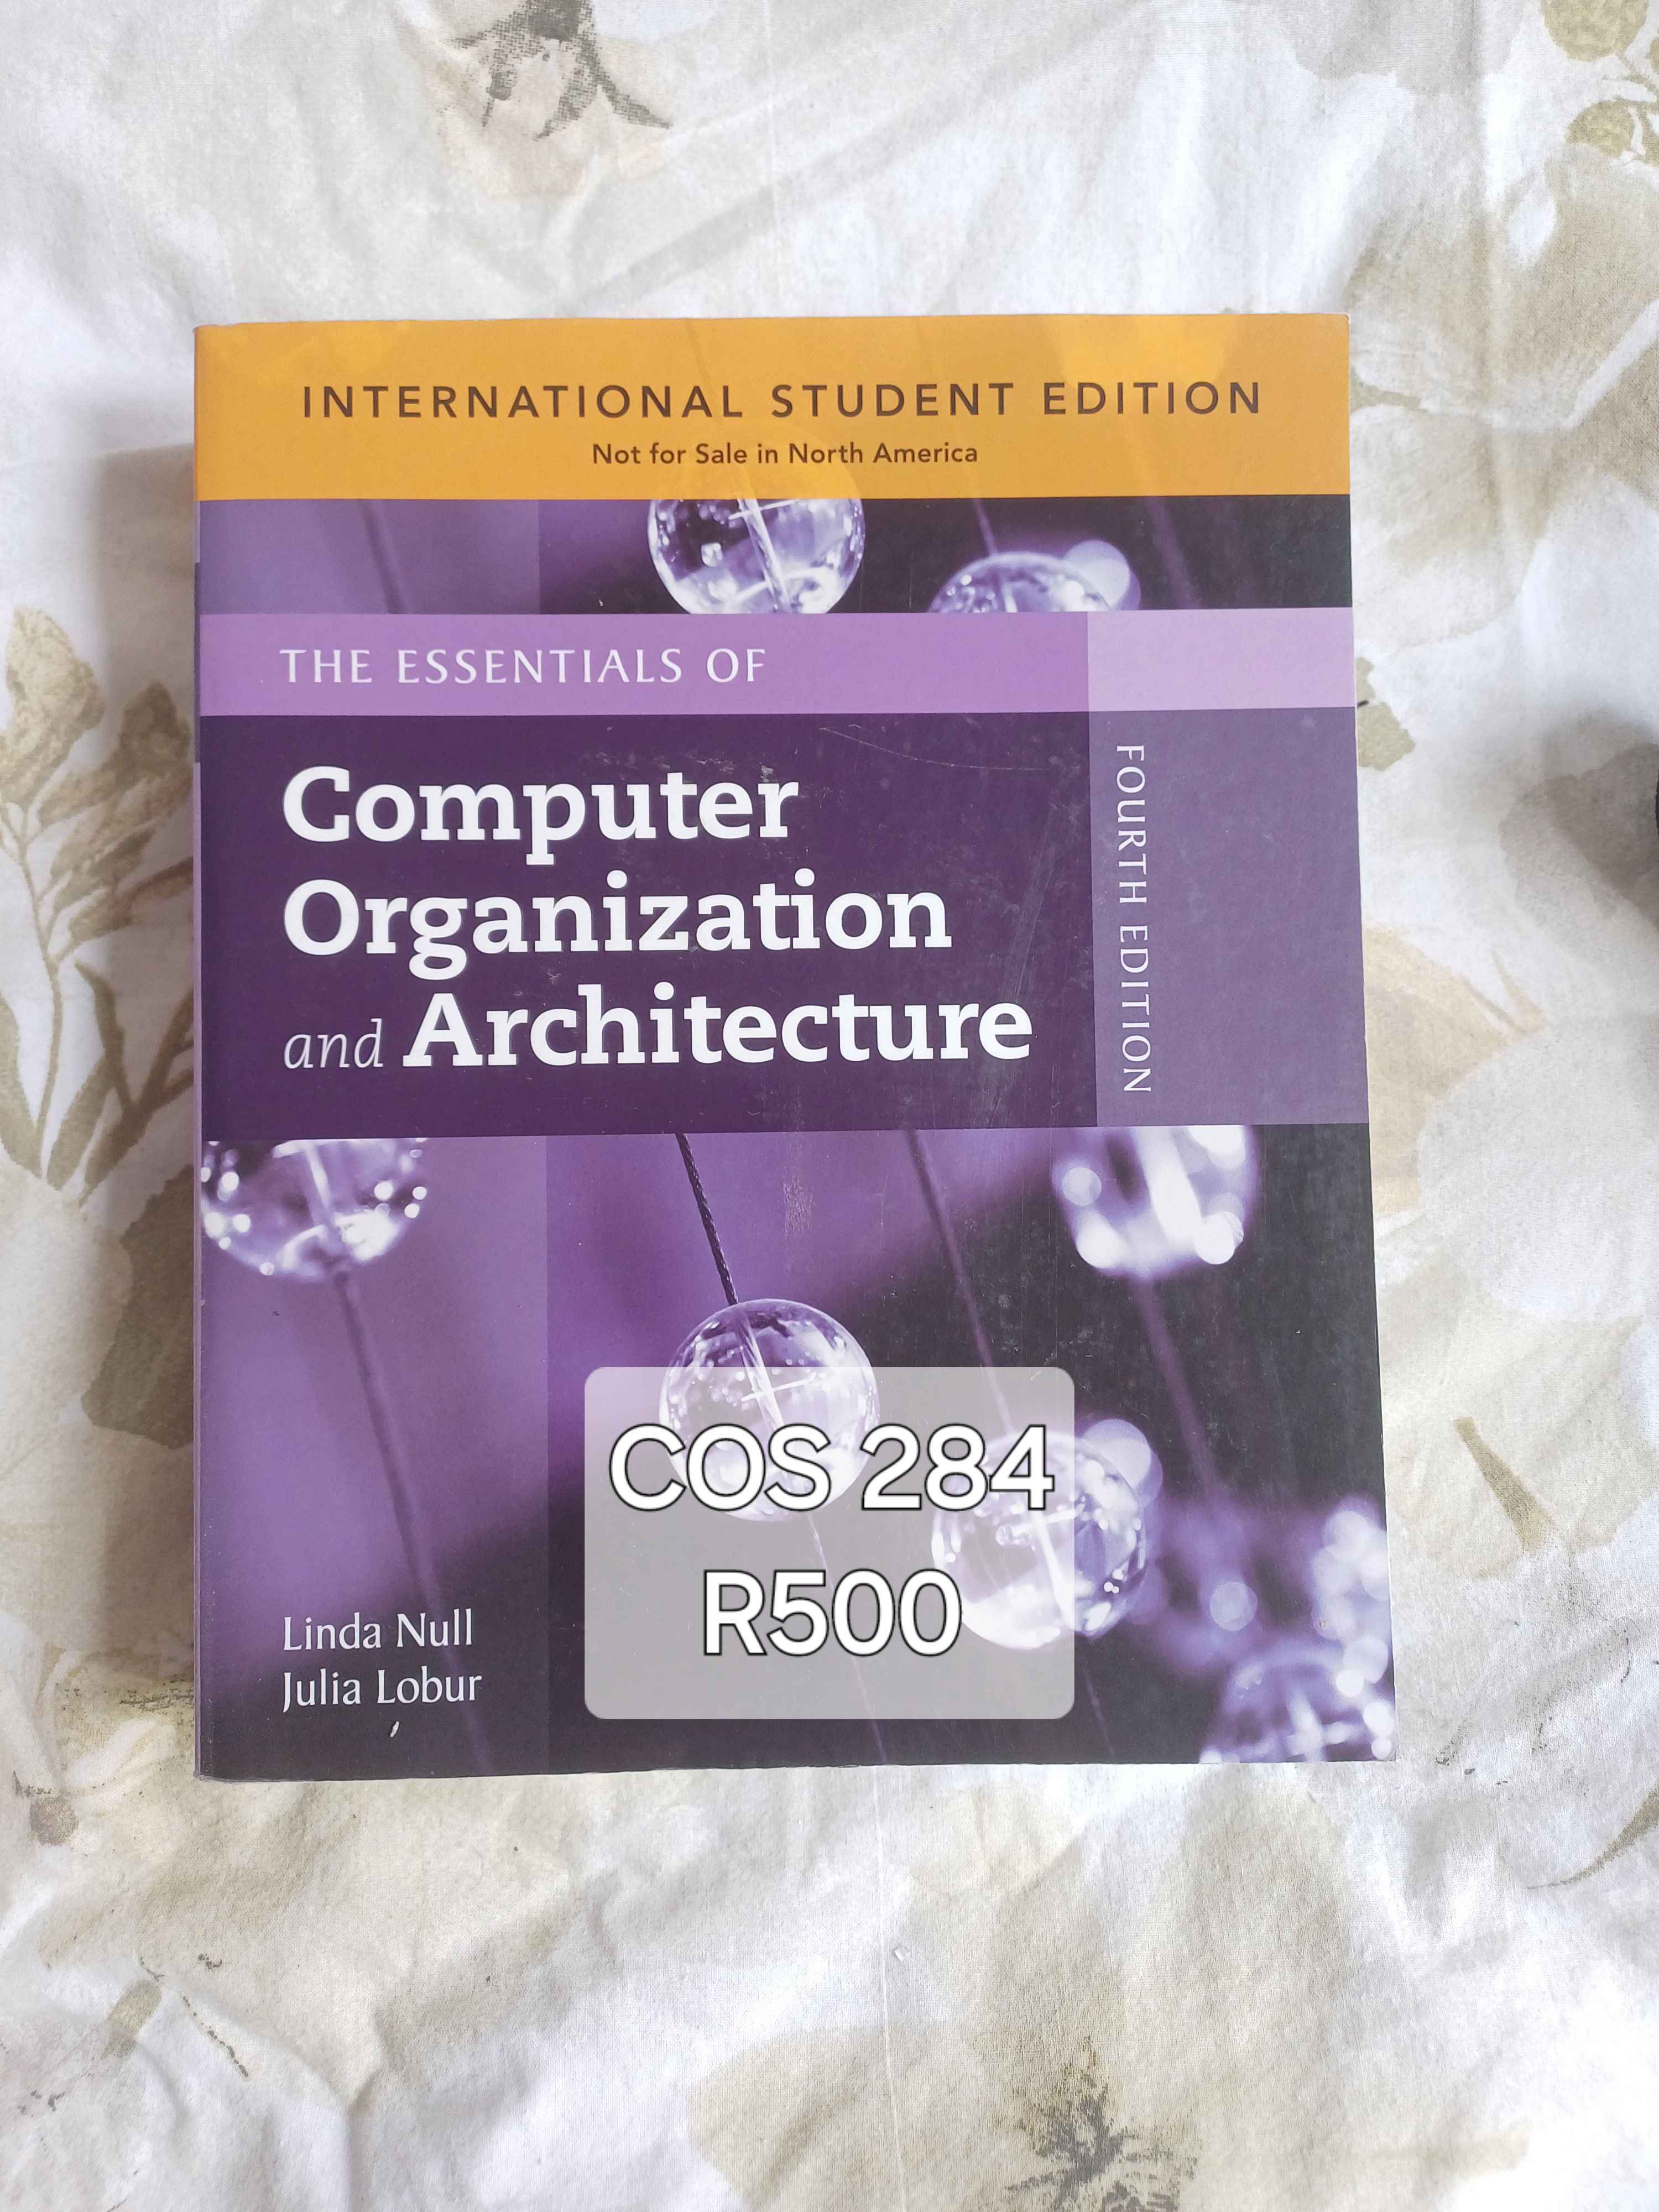 INTERNATIONAL STUDENT EDITION
Not for Sale in North America
THE ESSENTIALS OF
Computer
Organization
and Architecture
FOURTH EDITION
COS 284
R500
Linda Null
Julia Lobur